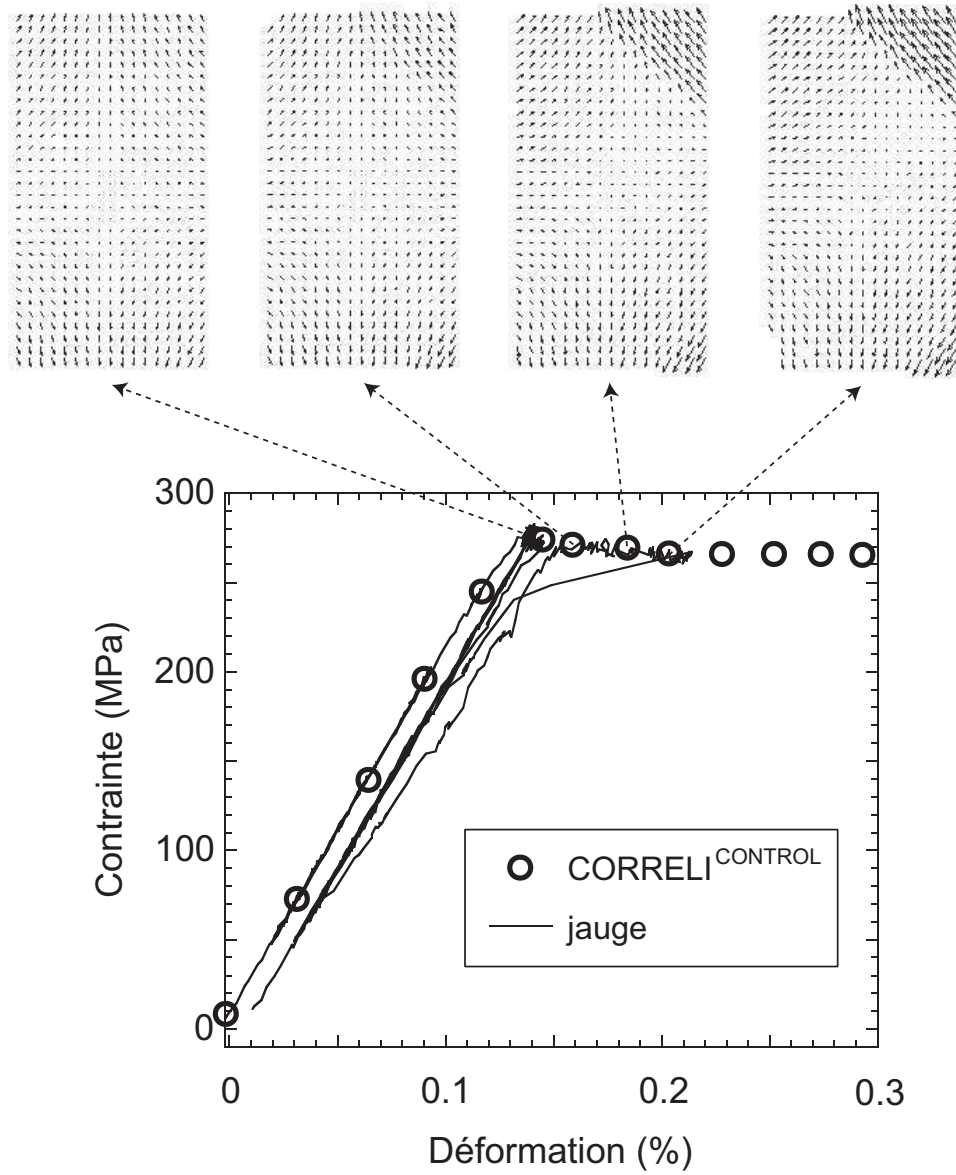 300
200
100
0
Contrainte (MPa)
CORRELI^CONTROL
jauge
0 0.1 0.2 0.3
Déformation (%)